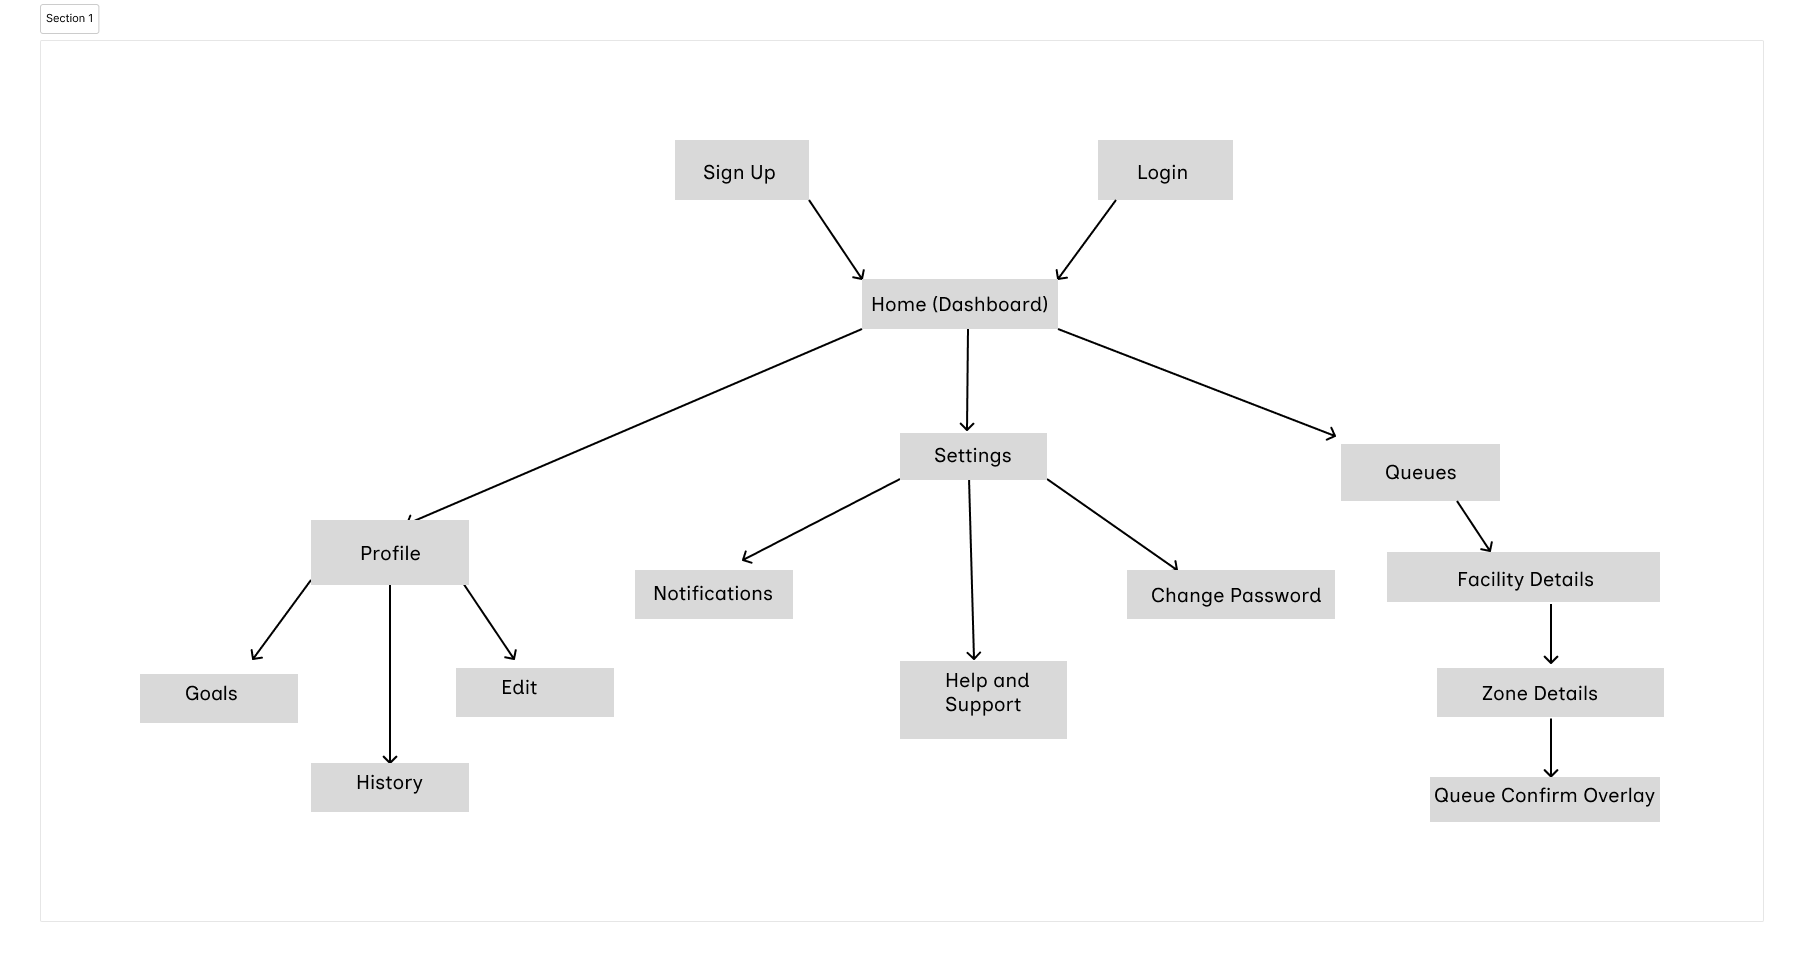 Section 1
Sign Up
Login
Home (Dashboard)
Settings
Queues
Profile
Notifications
Change Password
Facility Details
Goals
Edit
Help and
Support
Zone Details
History
Queue Confirm Overlay